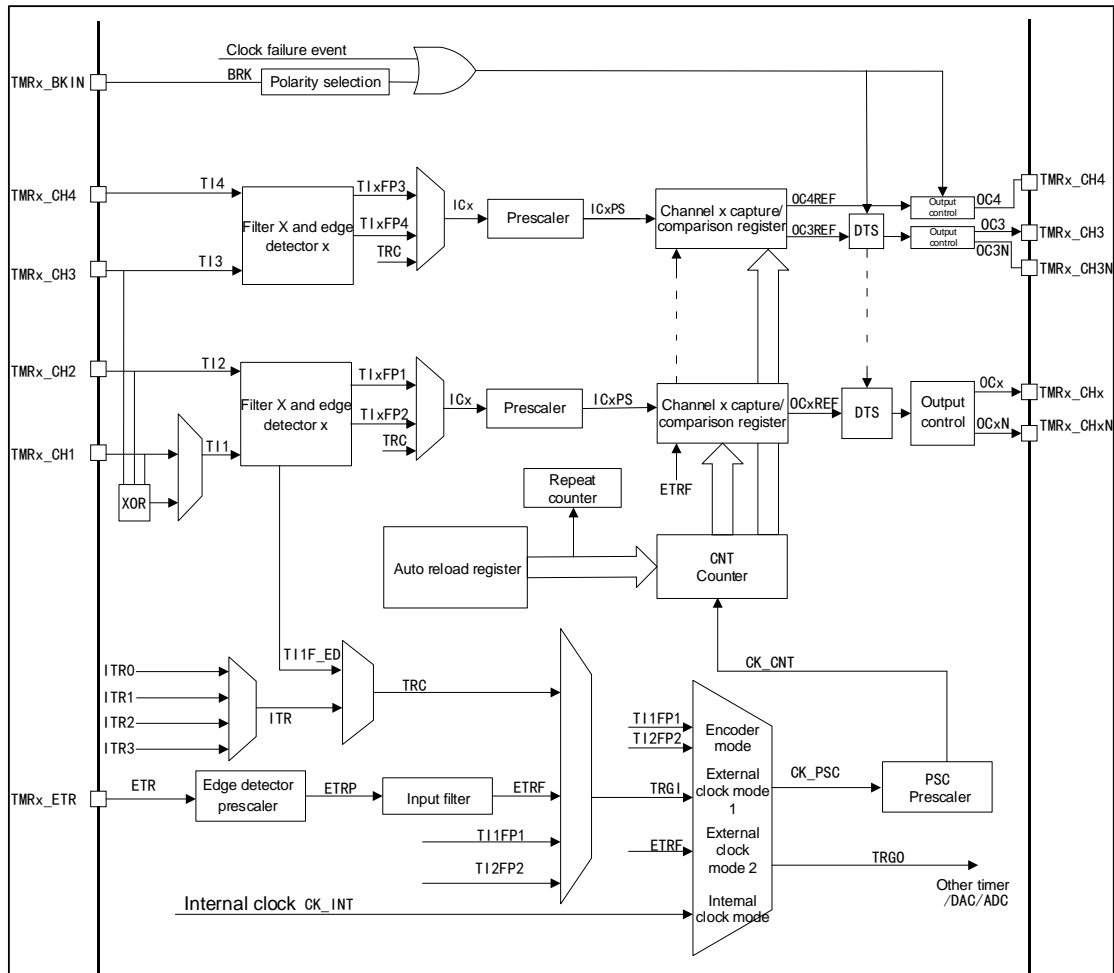 Clock failure event
TMRx_BKIN
BRK
Polarity selection
TMRx_CH4
TI4
TIxFP3
Filter X and edge
detector x
TIxFP4
TRC
ICx
Prescaler
ICxPS
Channel x capture/
comparison register
OC4REF
OC3REF
DTS
Output
control
OC4
TMRx_CH4
Output
control
OC3
TMRx_CH3
OC3N
TMRx_CH3N
TMRx_CH3
TI3
TMRx_CH2
TI2
TIxFP1
Filter X and edge
detector x
TIxFP2
TRC
ICx
Prescaler
ICxPS
Channel x capture/
comparison register
OCxREF
DTS
Output
control
OCx
TMRx_CHx
OCxN
TMRx_CHxN
TMRx_CH1
TI1
XOR
ETRF
Repeat
counter
Auto reload register
CNT
Counter
TI1F_ED
CK_CNT
ITR0
ITR1
ITR2
ITR3
ITR
TRC
TI1FP1
TI2FP2
Encoder
mode
TMRx_ETR
ETR
Edge detector
prescaler
ETRP
Input filter
ETRF
TRGI
External
clock mode
1
CK_PSC
PSC
Prescaler
TI1FP1
TI2FP2
ETRF
External
clock
mode 2
TRGO
Other timer
/DAC/ADC
Internal clock CK_INT
Internal
clock mode